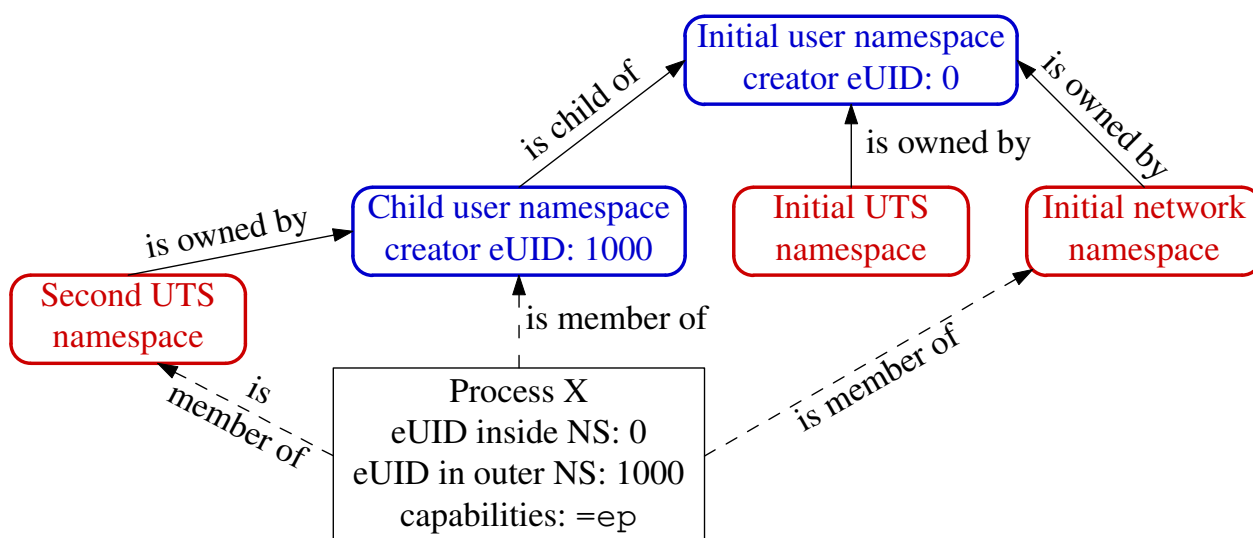 Initial user namespace
creator eUID: 0
is child of
is owned by
is owned by
Child user namespace
creator eUID: 1000
Initial UTS
namespace
Initial network
namespace
is owned by
Second UTS
namespace
is member of
is
member of
is member of
Process X
eUID inside NS: 0
eUID in outer NS: 1000
capabilities: =ep